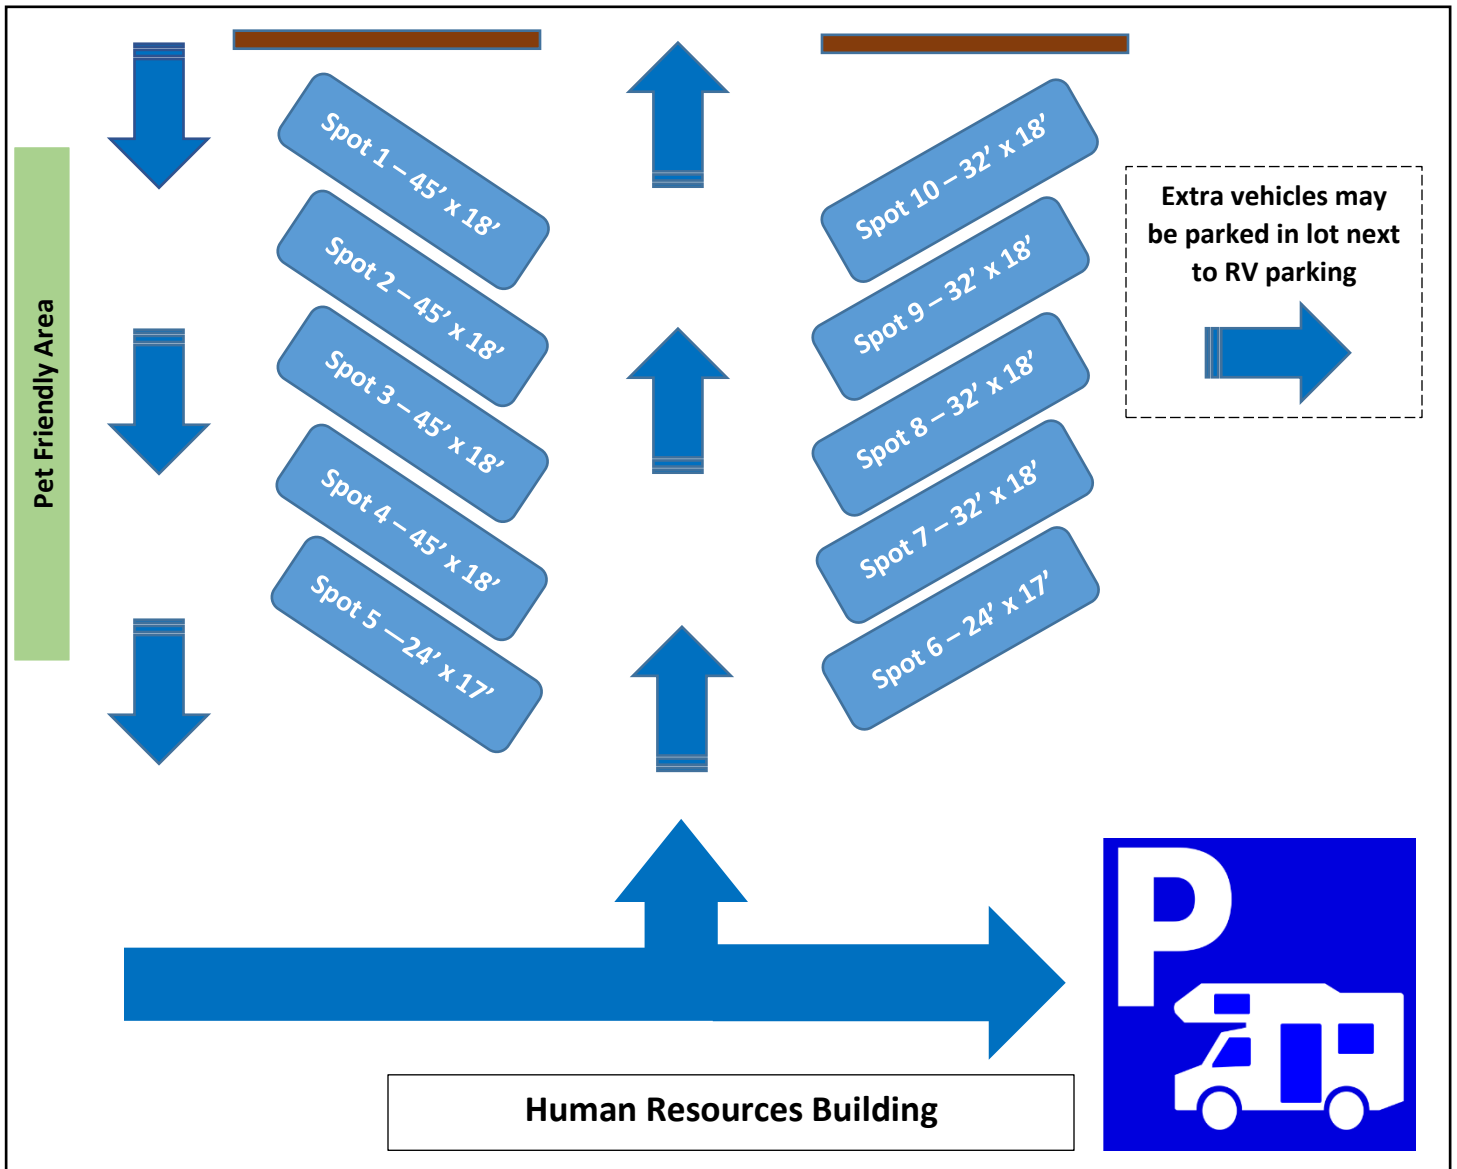 Spot 1 – 45’ x 18’
Spot 2 – 45’ x 18’
Spot 3 – 45’ x 18’
Spot 4 – 45’ x 18’
Spot 5 —24’ x 17’
Spot 10 – 32’ x 18’
Spot 9 – 32’ x 18’
Spot 8 – 32’ x 18’
Spot 7 – 32’ x 18’
Spot 6 – 24’ x 17’
Extra vehicles may
be parked in lot next
to RV parking
Pet Friendly Area
P
Human Resources Building